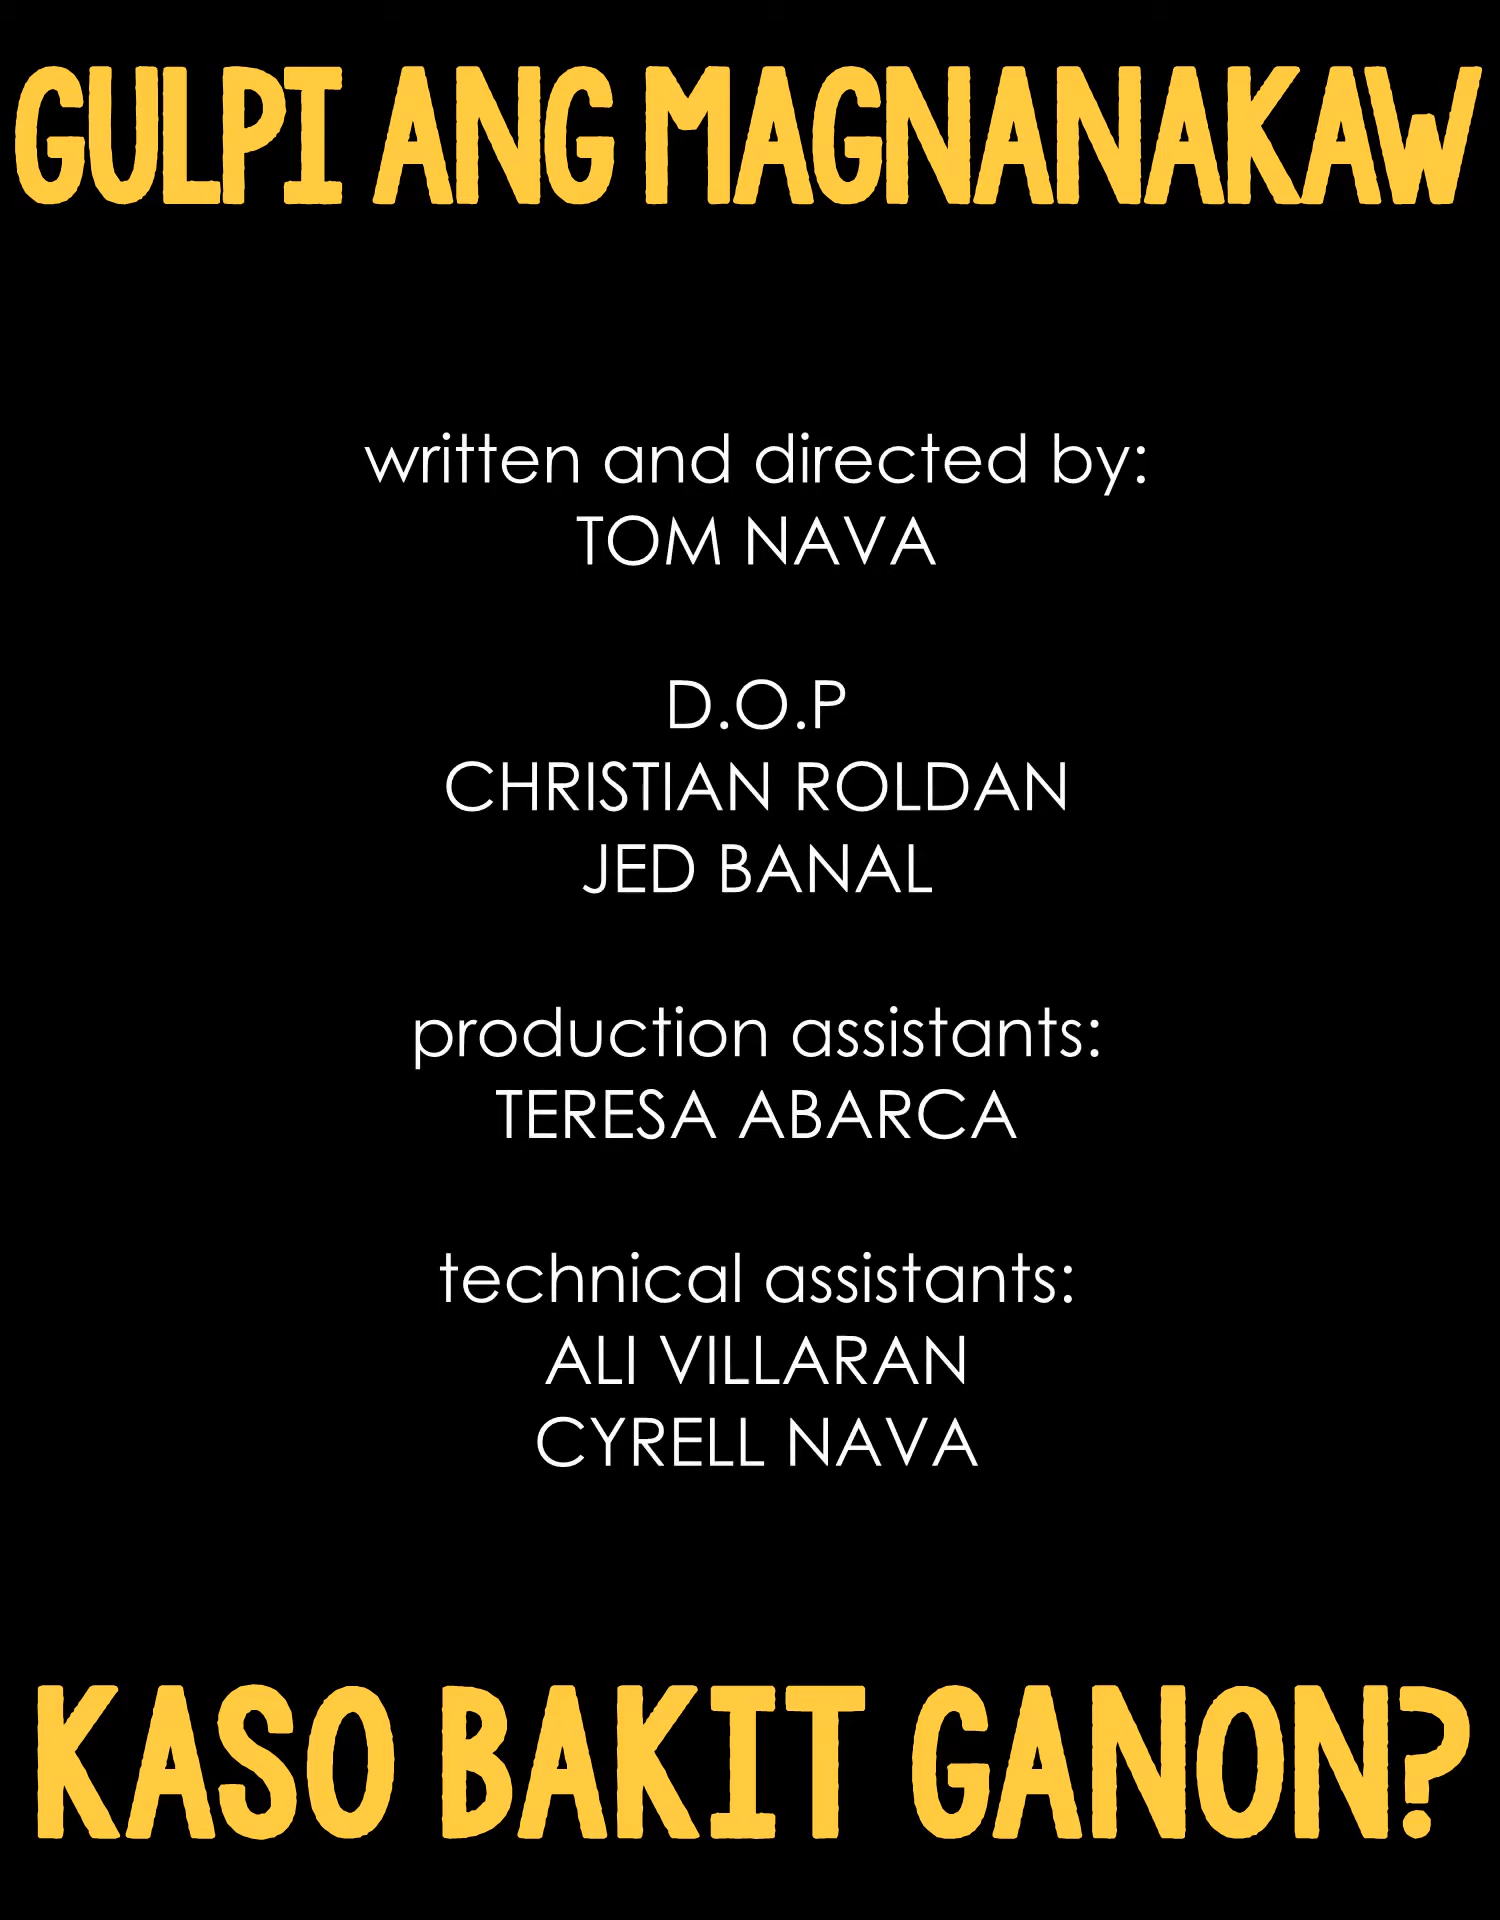 GULPI ANG MAGNANAKAW
written and directed by:
TOM NAVA
D.O.P
CHRISTIAN ROLDAN
JED BANAL
production assistants:
TERESA ABARCA
technical assistants:
ALI VILLARAN
CYRELL NAVA
KASO BAKIT GANON?